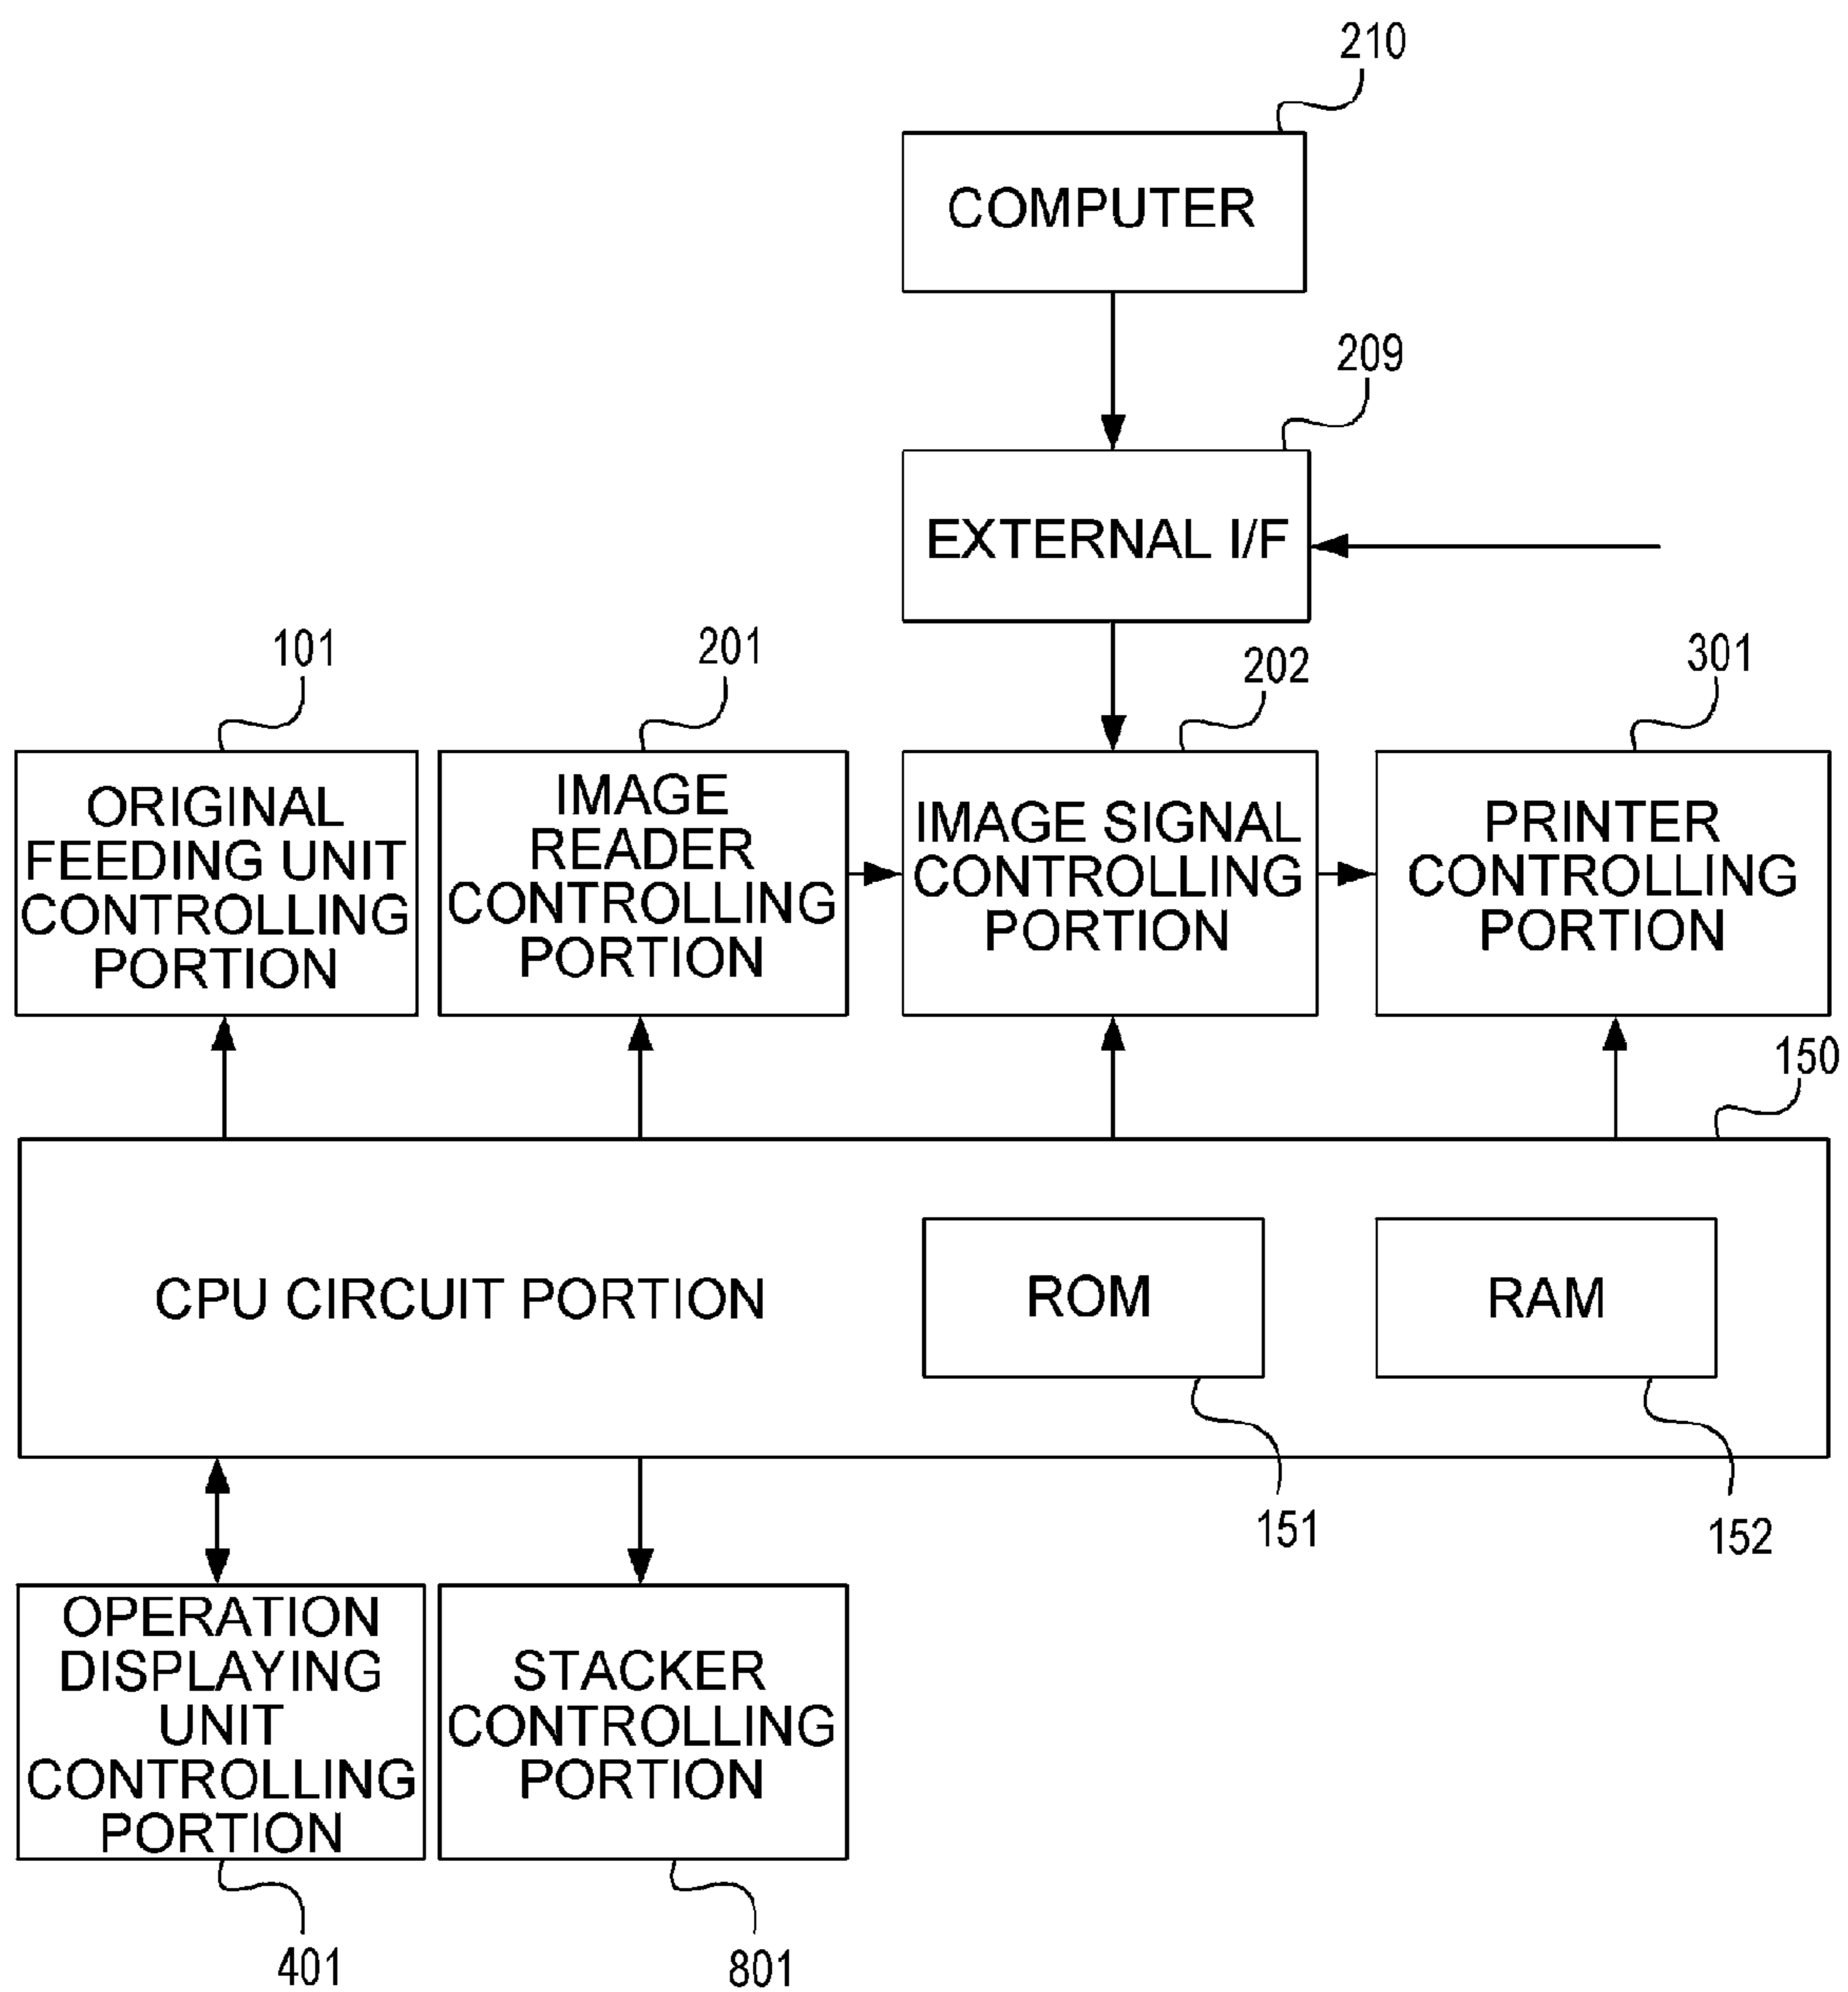 210
COMPUTER
209
EXTERNAL I/F
101
201
202
301
ORIGINAL
FEEDING UNIT
CONTROLLING
PORTION
IMAGE
READER
CONTROLLING
PORTION
IMAGE SIGNAL
CONTROLLING
PORTION
PRINTER
CONTROLLING
PORTION
150
CPU CIRCUIT PORTION
ROM
RAM
151
152
OPERATION
DISPLAYING
UNIT
CONTROLLING
PORTION
STACKER
CONTROLLING
PORTION
401
801